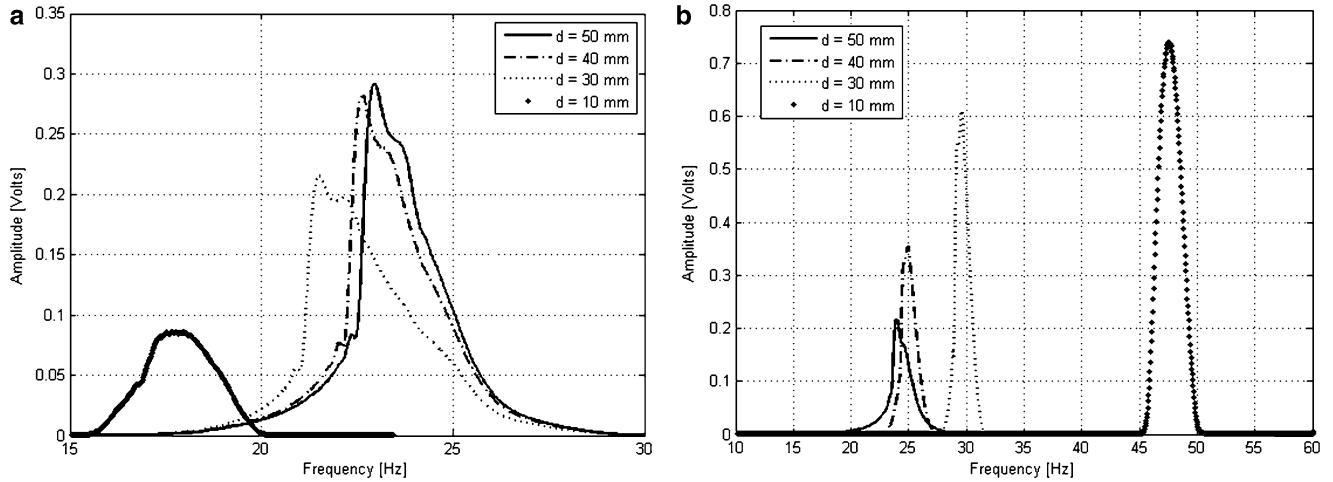 a
0.35
0.3
0.25
0.2
0.15
0.1
0.05
0
15
20
25
30
Amplitude [Volts]
Frequency [Hz]
d = 50 mm
d = 40 mm
d = 30 mm
d = 10 mm
b
0.8
0.7
0.6
0.5
0.4
0.3
0.2
0.1
0
10
15
20
25
30
35
40
45
50
55
60
Amplitude [Volts]
Frequency [Hz]
d = 50 mm
d = 40 mm
d = 30 mm
d = 10 mm